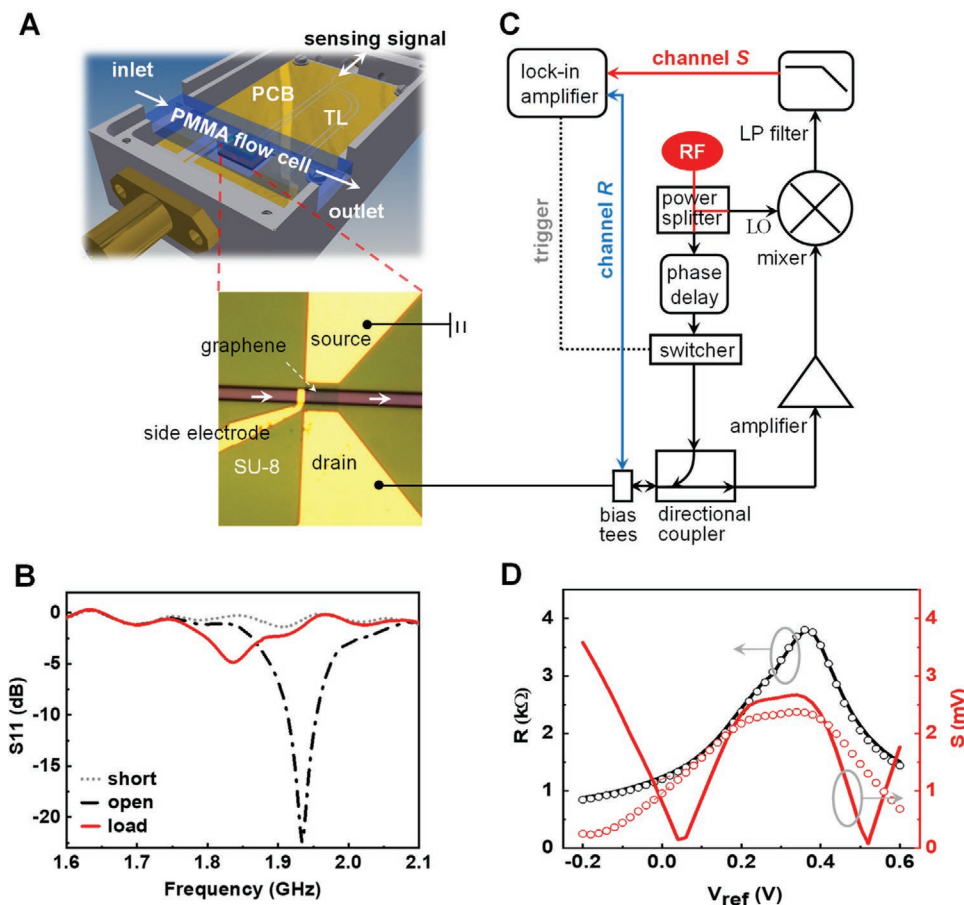 A
sensing signal
inlet
PCB
TL
PMMA flow cell
outlet
source
graphene
side electrode
SU-8
drain
C
lock-in
amplifier
channel S
LP filter
RF
power
splitter
LO
mixer
trigger
channel R
phase
delay
switcher
amplifier
bias
tees
directional
coupler
B
S11 (dB)
0
-5
-10
-15
-20
short
open
load
1.6
1.7
1.8
1.9
2.0
2.1
Frequency (GHz)
D
R (kΩ)
4
3
2
1
0
4
3
2
1
0
S(mV)
-0.2
0.0
0.2
0.4
0.6
Vref (V)